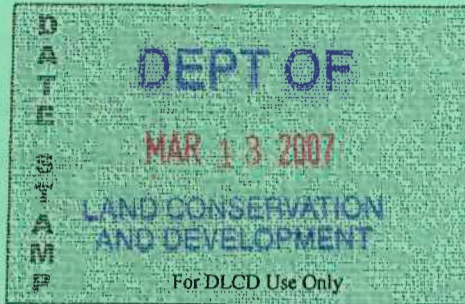 DATE STAMP
DEPT OF
MAR 13 2007
LAND CONSERVATION
AND DEVELOPMENT
For DLCD Use Only